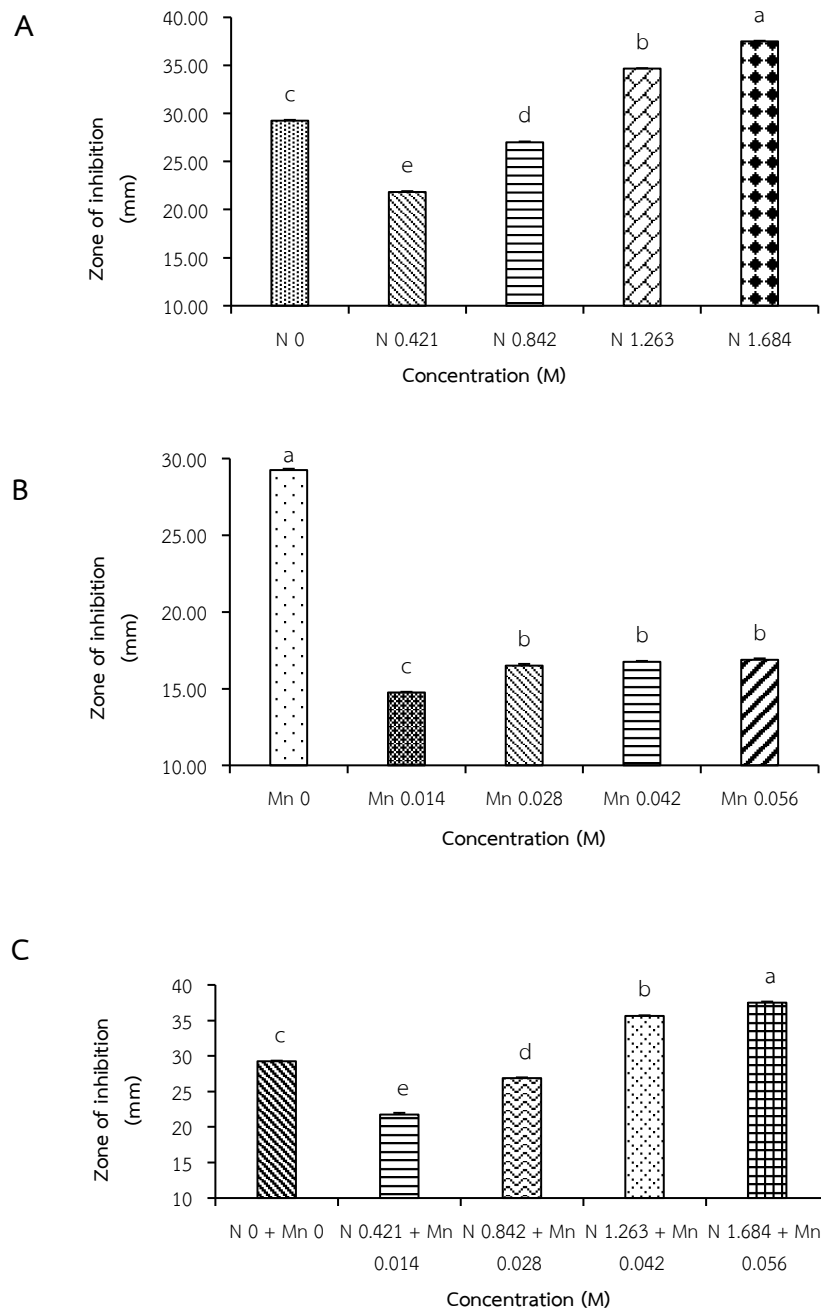 A
Zone of inhibition
(mm)
40.00
35.00
30.00
25.00
20.00
15.00
10.00
c
e
d
b
a
N 0 N 0.421 N 0.842 N 1.263 N 1.684
Concentration (M)
B
Zone of inhibition
(mm)
30.00
25.00
20.00
15.00
10.00
a
c
b
b
b
Mn 0 Mn 0.014 Mn 0.028 Mn 0.042 Mn 0.056
Concentration (M)
C
Zone of inhibition
(mm)
40
35
30
25
20
15
10
c
e
d
b
a
N 0 + Mn 0 N 0.421 + Mn N 0.842 + Mn N 1.263 + Mn N 1.684 + Mn
0.014 0.028 0.042 0.056
Concentration (M)